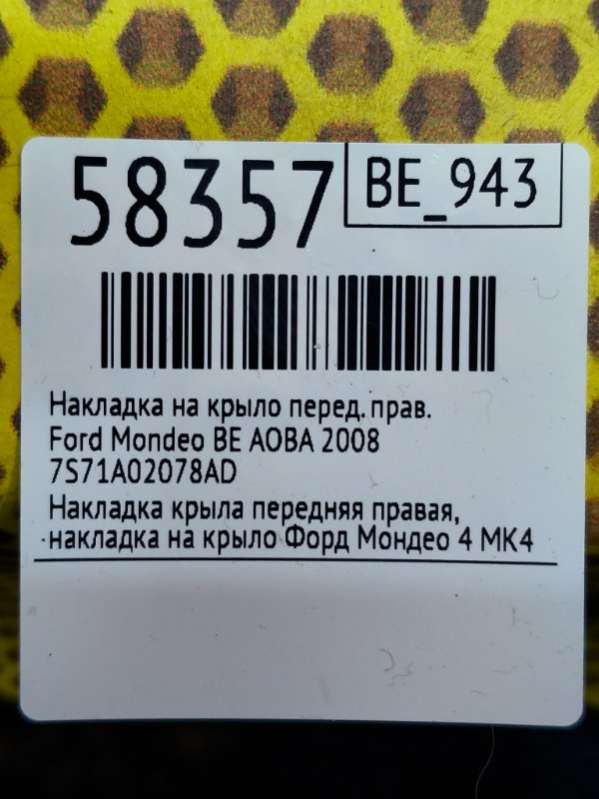 58357
BE_943
Накладка на крыло перед. прав.
Ford Mondeo BE AOBA 2008
7S71A02078AD
Накладка крыла передняя правая,
накладка на крыло Форд Мондео 4 МК4